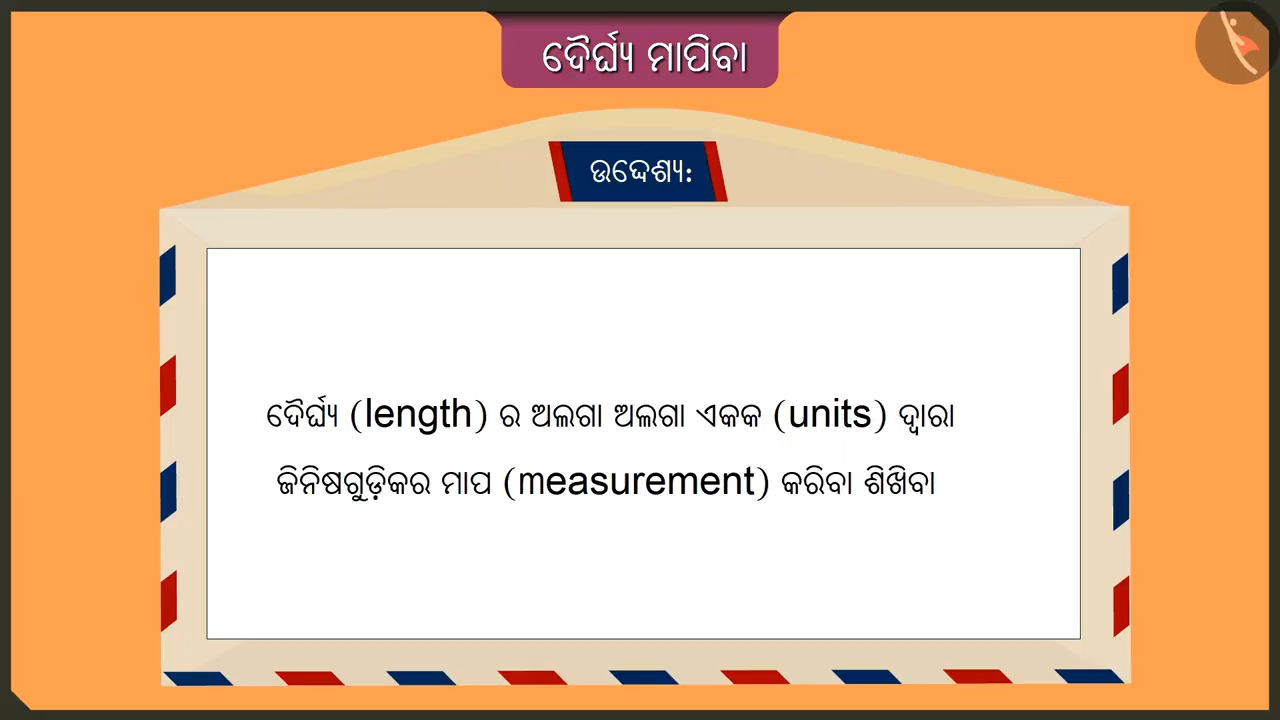 ଦୈର୍ଘ୍ୟ ମାପିବା
ଉଦ୍ଦେଶ୍ୟ:
ଦୈର୍ଘ୍ୟ (length) ର ଅଲଗା ଅଲଗା ଏକକ (units) ଦ୍ୱାରା
ଜିନିଷଗୁଡ଼ିକର ମାପ (measurement) କରିବା ଶିଖିବା